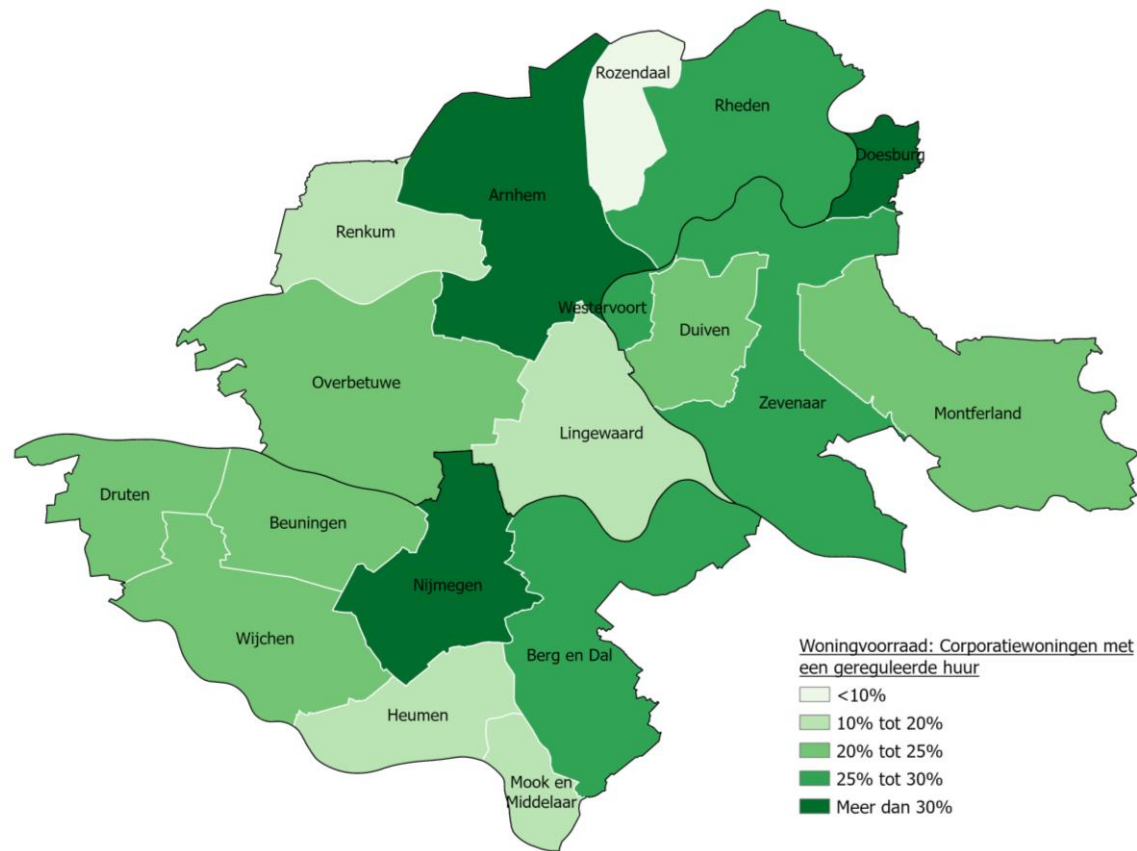 Rozendaal
Rheden
Doesburg
Arnhem
Renkum
Westervoort
Duiven
Overbetuwe
Zevenaar
Montferland
Lingewaard
Druten
Beuningen
Nijmegen
Wijchen
Berg en Dal
Heumen
Mook en
Middelaar
Woningvoorraad: Corporatiewoningen met
een gereguleerde huur
<10%
10% tot 20%
20% tot 25%
25% tot 30%
Meer dan 30%